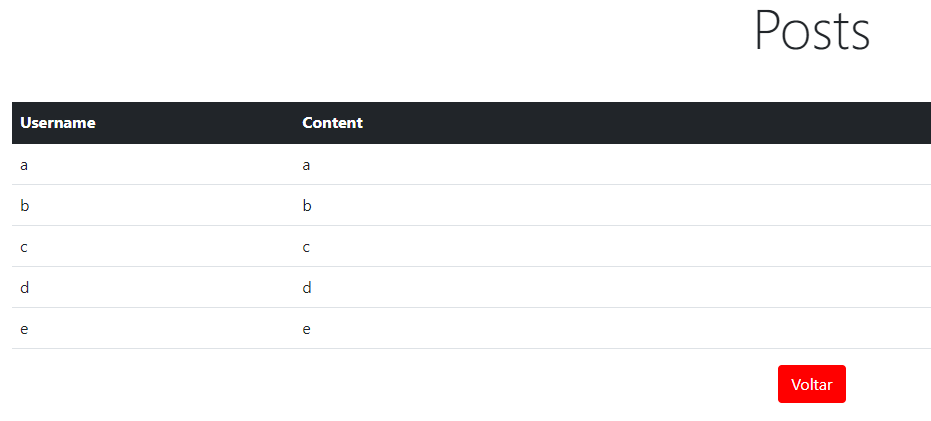 Posts
Username Content
a a
b b
c c
d d
e e
Voltar